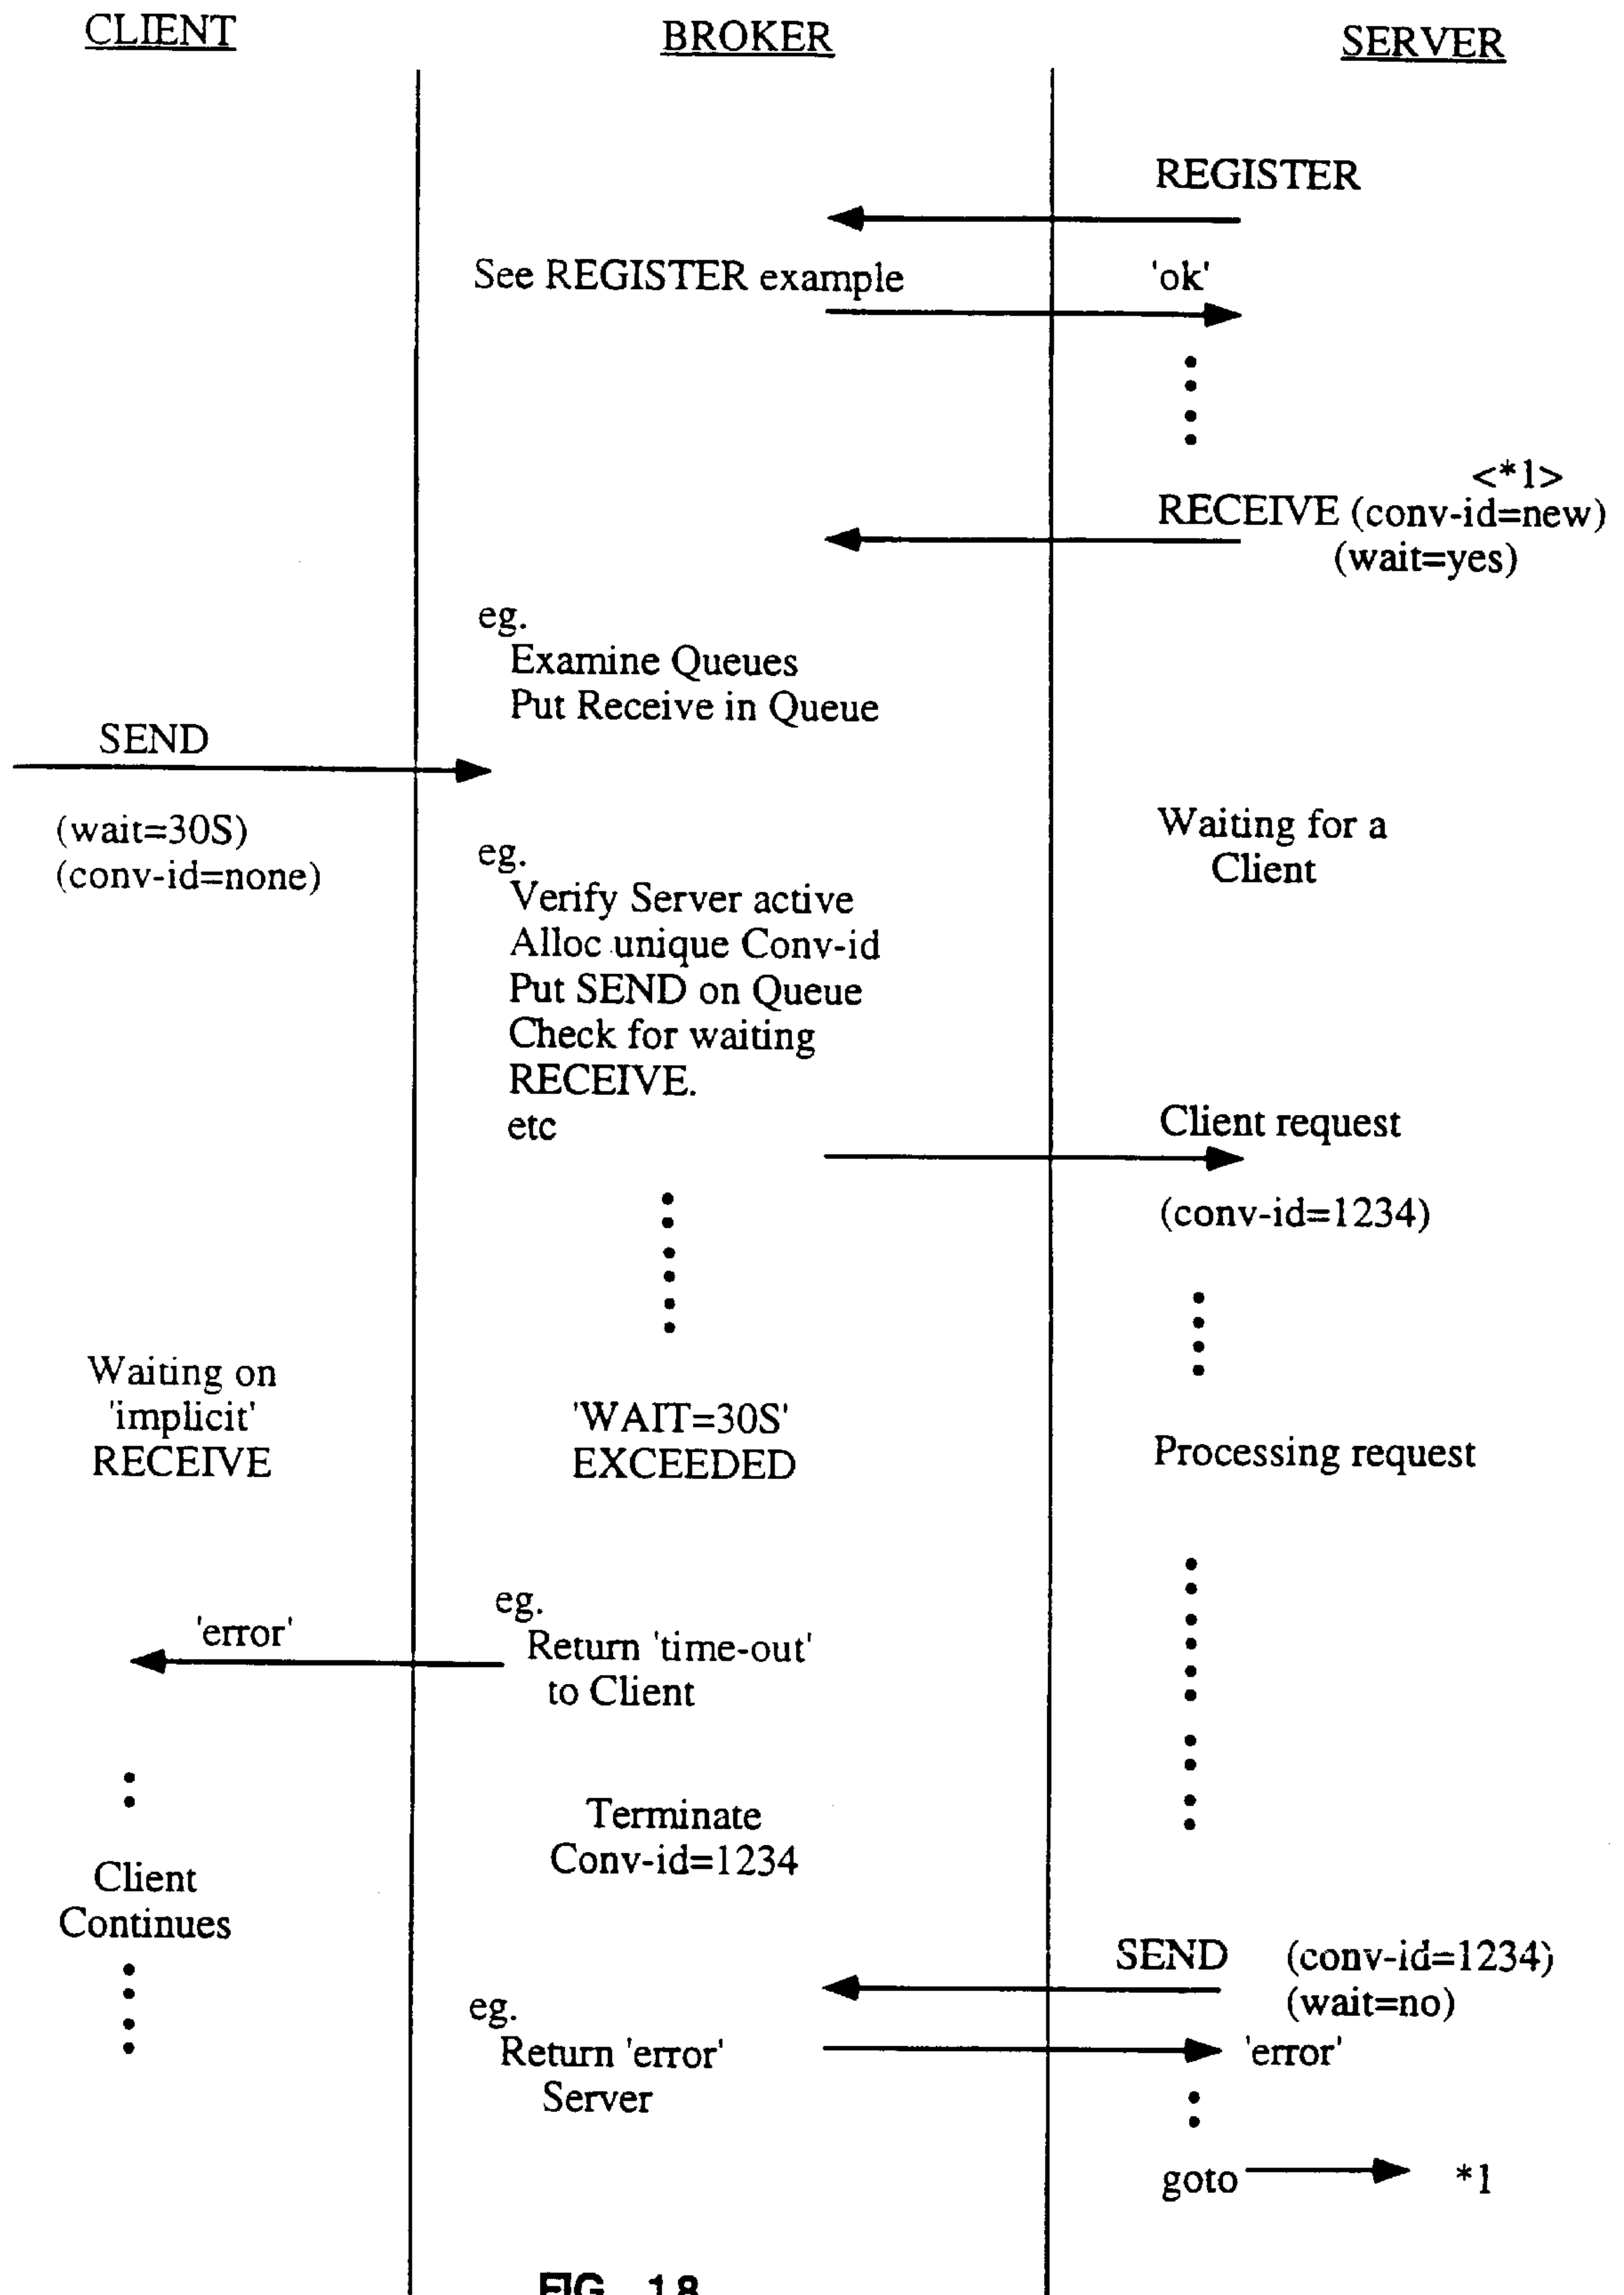 CLIENT
BROKER
SERVER
REGISTER
See REGISTER example
'ok'
<*1>
RECEIVE (conv-id=new)
(wait=yes)
eg.
Examine Queues
Put Receive in Queue
SEND
(wait=30S)
(conv-id=none)
Waiting for a
Client
eg.
Verify Server active
Alloc unique Conv-id
Put SEND on Queue
Check for waiting
RECEIVE.
etc
Client request
(conv-id=1234)
Waiting on
'implicit'
RECEIVE
'WAIT=30S'
EXCEEDED
Processing request
'error'
eg.
Return 'time-out'
to Client
Terminate
Conv-id=1234
Client
Continues
SEND (conv-id=1234)
(wait=no)
eg.
Return 'error'
Server
'error'
goto *1
FIG. 18